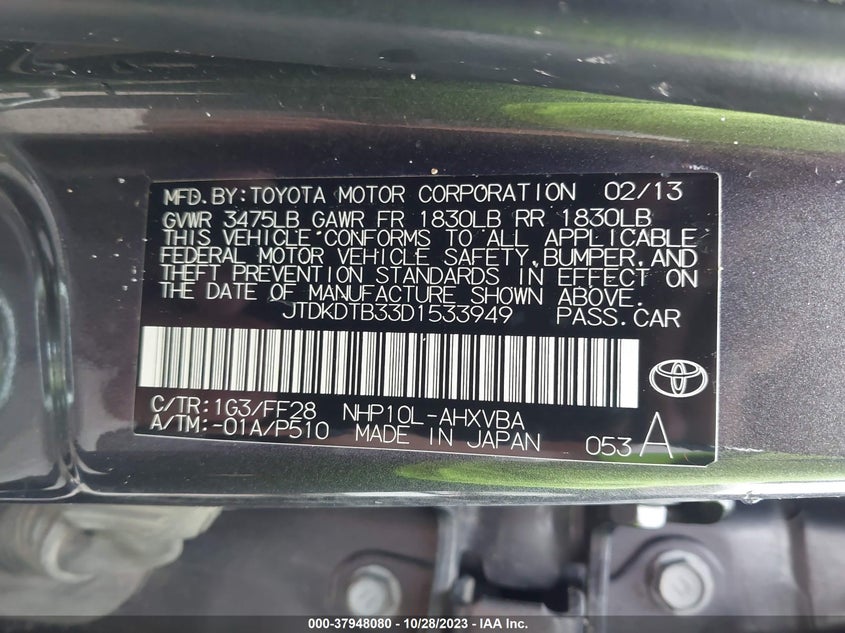 MFD.BY:TOYOTA MOTOR CORPORATION 02/13
GVWR 3475LB GAWR FR 1830LB RR 1830LB
THIS VEHICLE CONFORMS TO ALL APPLICABLE
FEDERAL MOTOR VEHICLE SAFETY,BUMPER,AND
THEFT PREVENTION STANDARDS IN EFFECT ON
THE DATE OF MANUFACTURE SHOWN ABOVE.
JTDKDTB33D1533949 PASS.CAR
C/TR:1G3/FF28 NHP10L-AHXVBA
A/TM:-01A/P510 MADE IN JAPAN 053 A
000-37948080 - 10/28/2023 - IAA Inc.